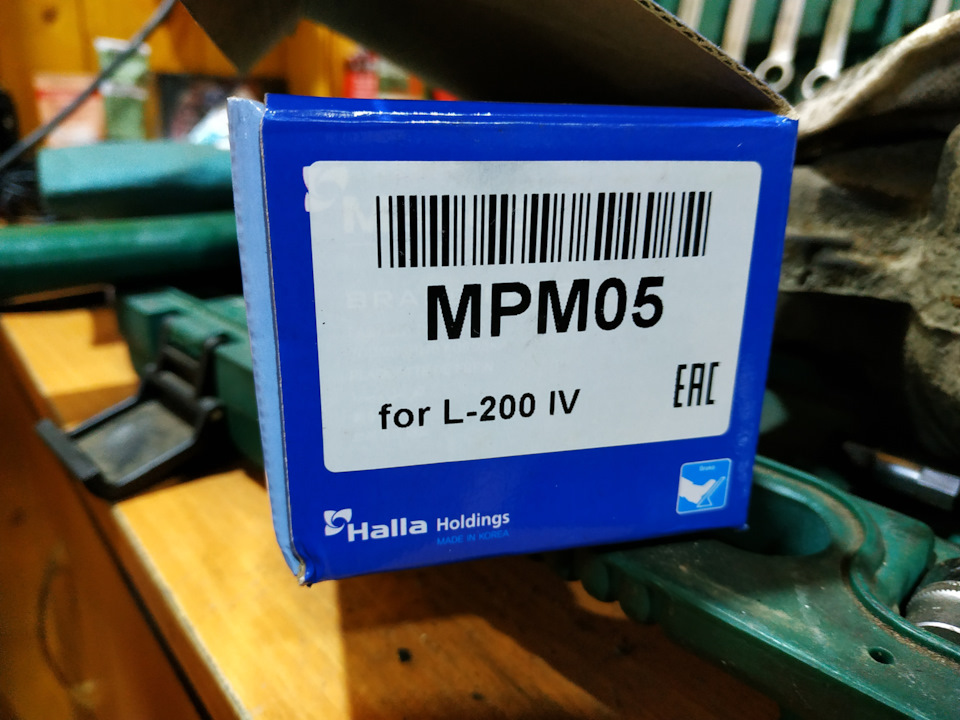 MPM05
for L-200 IV
EAC
Halla Holdings
MADE IN KOREA